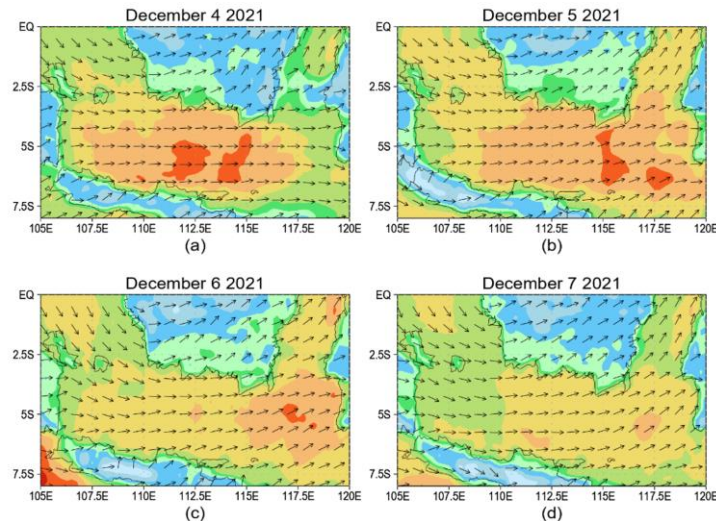 December 4 2021
December 5 2021
EQ
2.5S
5S
7.5S
105E 107.5E 110E 112.5E 115E 117.5E 120E
(a)
EQ
2.5S
5S
7.5S
105E 107.5E 110E 112.5E 115E 117.5E 120E
(b)
December 6 2021
December 7 2021
EQ
2.5S
5S
7.5S
105E 107.5E 110E 112.5E 115E 117.5E 120E
(c)
EQ
2.5S
5S
7.5S
105E 107.5E 110E 112.5E 115E 117.5E 120E
(d)